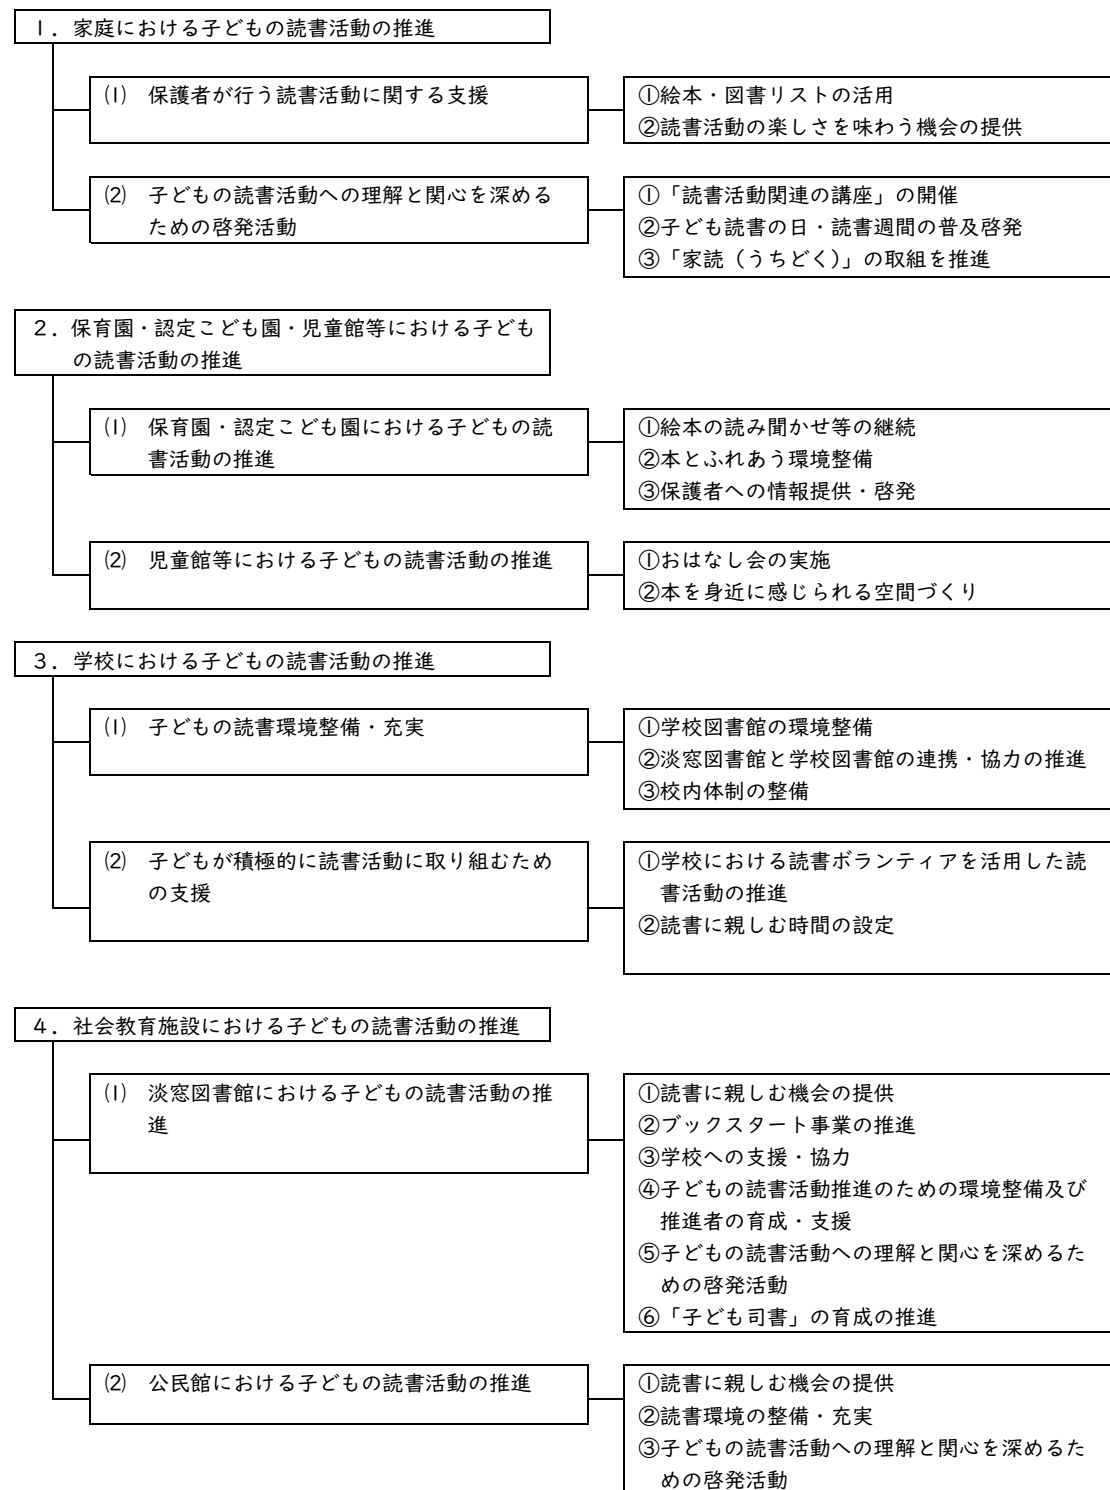 1．家庭における子どもの読書活動の推進
(1)　保護者が行う読書活動に関する支援
①絵本・図書リストの活用
②読書活動の楽しさを味わう機会の提供
(2)　子どもの読書活動への理解と関心を深める
ための啓発活動
①「読書活動関連の講座」の開催
②子ども読書の日・読書週間の普及啓発
③「家読（うちどく）」の取組を推進
2．保育園・認定こども園・児童館等における子ども
の読書活動の推進
(1)　保育園・認定こども園における子どもの読
書活動の推進
①絵本の読み聞かせ等の継続
②本とふれあう環境整備
③保護者への情報提供・啓発
(2)　児童館等における子どもの読書活動の推進
①おはなし会の実施
②本を身近に感じられる空間づくり
3．学校における子どもの読書活動の推進
(1)　子どもの読書環境整備・充実
①学校図書館の環境整備
②淡窓図書館と学校図書館の連携・協力の推進
③校内体制の整備
(2)　子どもが積極的に読書活動に取り組むため
の支援
①学校における読書ボランティアを活用した読
書活動の推進
②読書に親しむ時間の設定
4．社会教育施設における子どもの読書活動の推進
(1)　淡窓図書館における子どもの読書活動の推
進
①読書に親しむ機会の提供
②ブックスタート事業の推進
③学校への支援・協力
④子どもの読書活動推進のための環境整備及び
推進者の育成・支援
⑤子どもの読書活動への理解と関心を深めるた
めの啓発活動
⑥「子ども司書」の育成の推進
(2)　公民館における子どもの読書活動の推進
①読書に親しむ機会の提供
②読書環境の整備・充実
③子どもの読書活動への理解と関心を深めるた
めの啓発活動